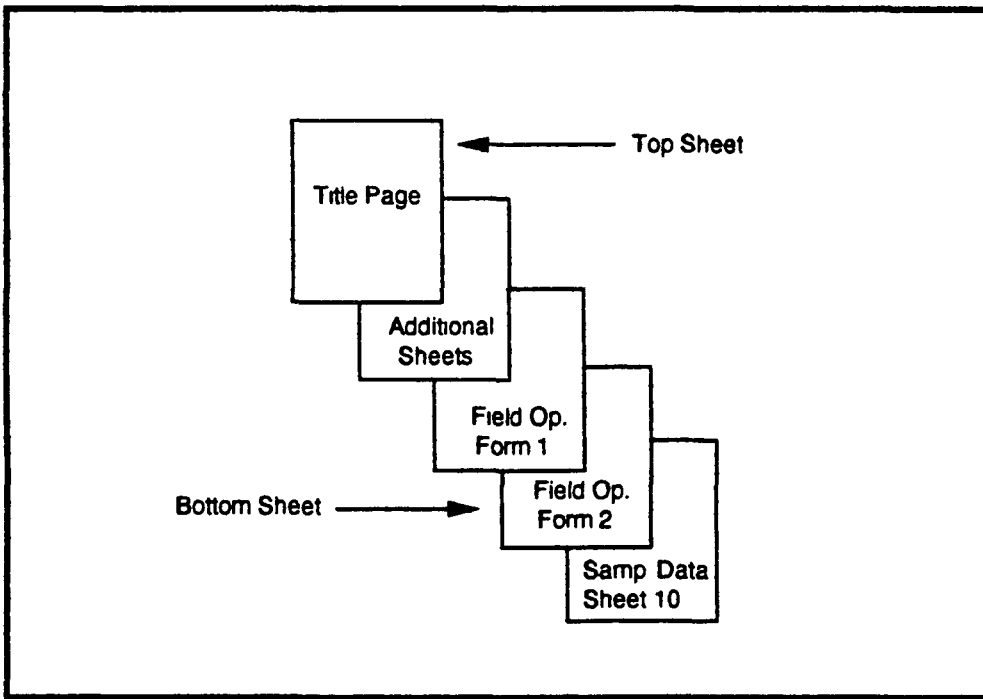 Top Sheet
Title Page
Additional
Sheets
Field Op.
Form 1
Bottom Sheet
Field Op.
Form 2
Samp Data
Sheet 10